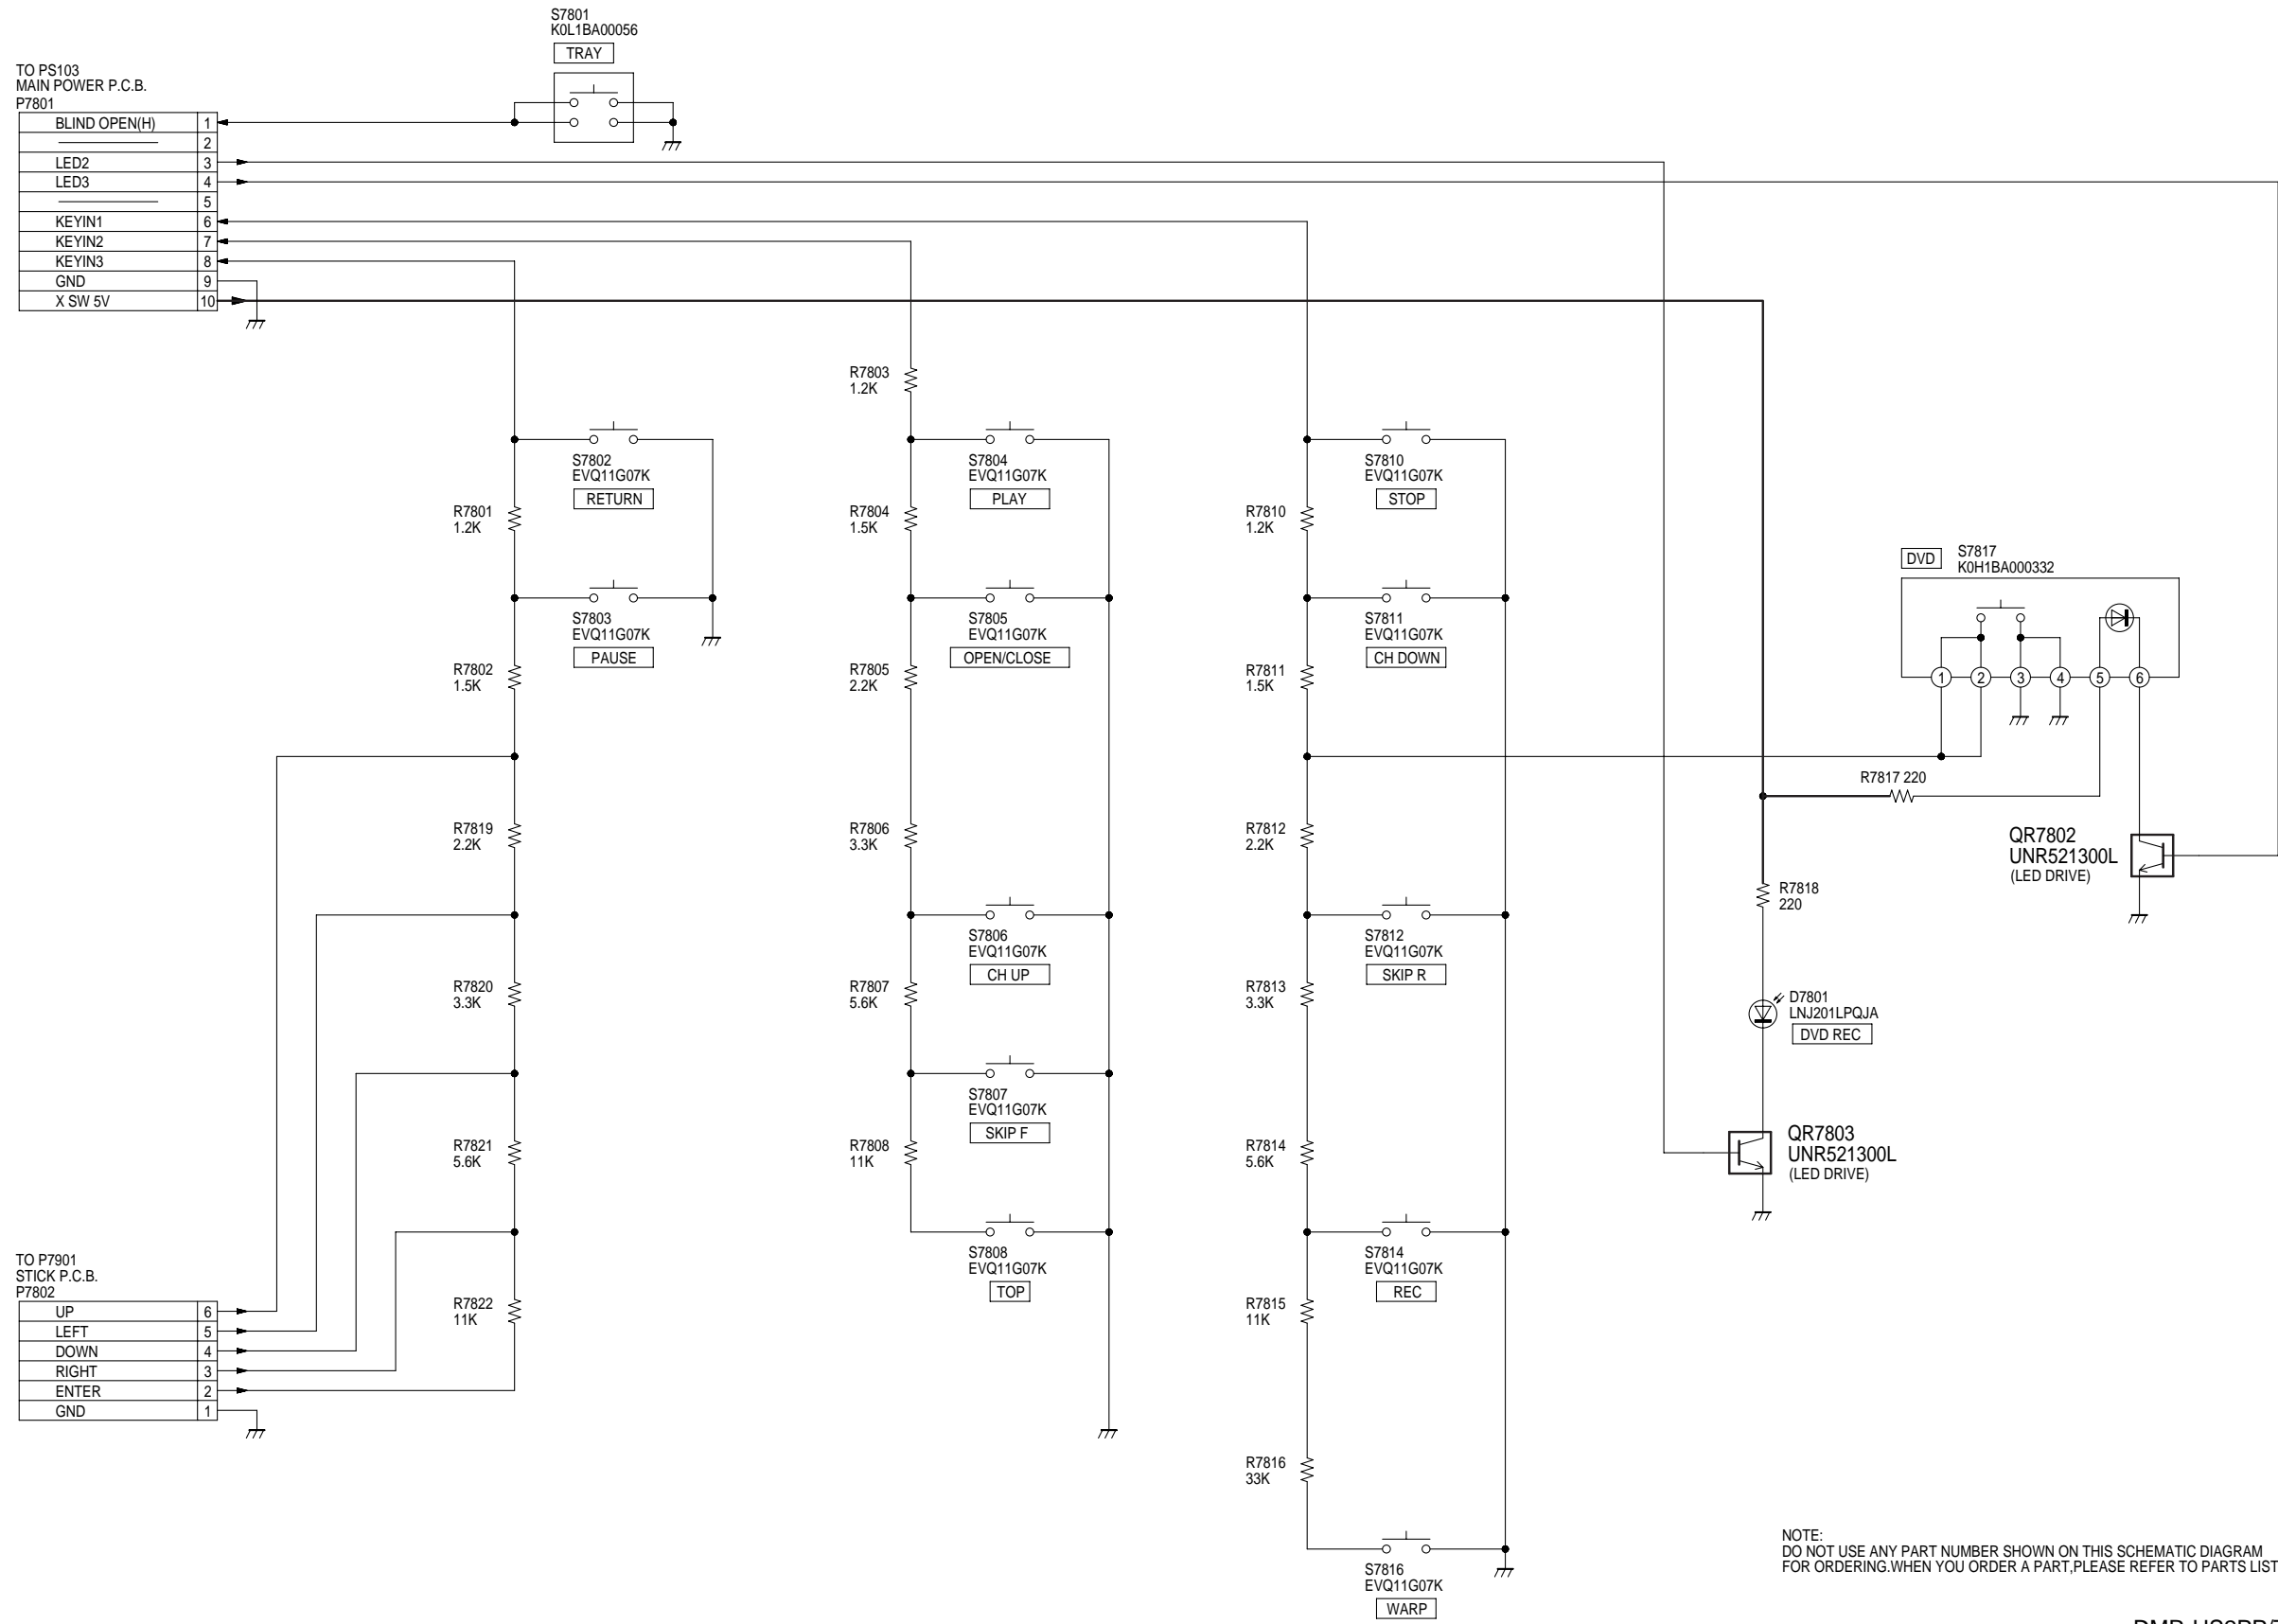 S7801
K0L1BA00056
TRAY
TO PS103
MAIN POWER P.C.B.
P7801
BLIND OPEN(H) 1
2
LED2 3
LED3 4
5
KEYIN1 6
KEYIN2 7
KEYIN3 8
GND 9
X SW 5V 10
R7803
1.2K
S7802
EVQ11G07K
RETURN
S7804
EVQ11G07K
PLAY
S7810
EVQ11G07K
STOP
R7801
1.2K
R7804
1.5K
R7810
1.2K
DVD
S7817
K0H1BA000332
S7803
EVQ11G07K
PAUSE
S7805
EVQ11G07K
OPEN/CLOSE
S7811
EVQ11G07K
CH DOWN
R7802
1.5K
R7805
2.2K
R7811
1.5K
1 2 3 4 5 6
R7817 220
R7819
2.2K
R7806
3.3K
R7812
2.2K
QR7802
UNR521300L
(LED DRIVE)
R7818
220
S7806
EVQ11G07K
CH UP
S7812
EVQ11G07K
SKIP R
R7820
3.3K
R7807
5.6K
R7813
3.3K
D7801
LNJ201LPQJA
DVD REC
S7807
EVQ11G07K
SKIP F
R7821
5.6K
R7808
11K
R7814
5.6K
QR7803
UNR521300L
(LED DRIVE)
S7808
EVQ11G07K
TOP
S7814
EVQ11G07K
REC
TO P7901
STICK P.C.B.
P7802
UP 6
LEFT 5
DOWN 4
RIGHT 3
ENTER 2
GND 1
R7822
11K
R7815
11K
R7816
33K
S7816
EVQ11G07K
WARP
NOTE:
DO NOT USE ANY PART NUMBER SHOWN ON THIS SCHEMATIC DIAGRAM
FOR ORDERING.WHEN YOU ORDER A PART,PLEASE REFER TO PARTS LIST